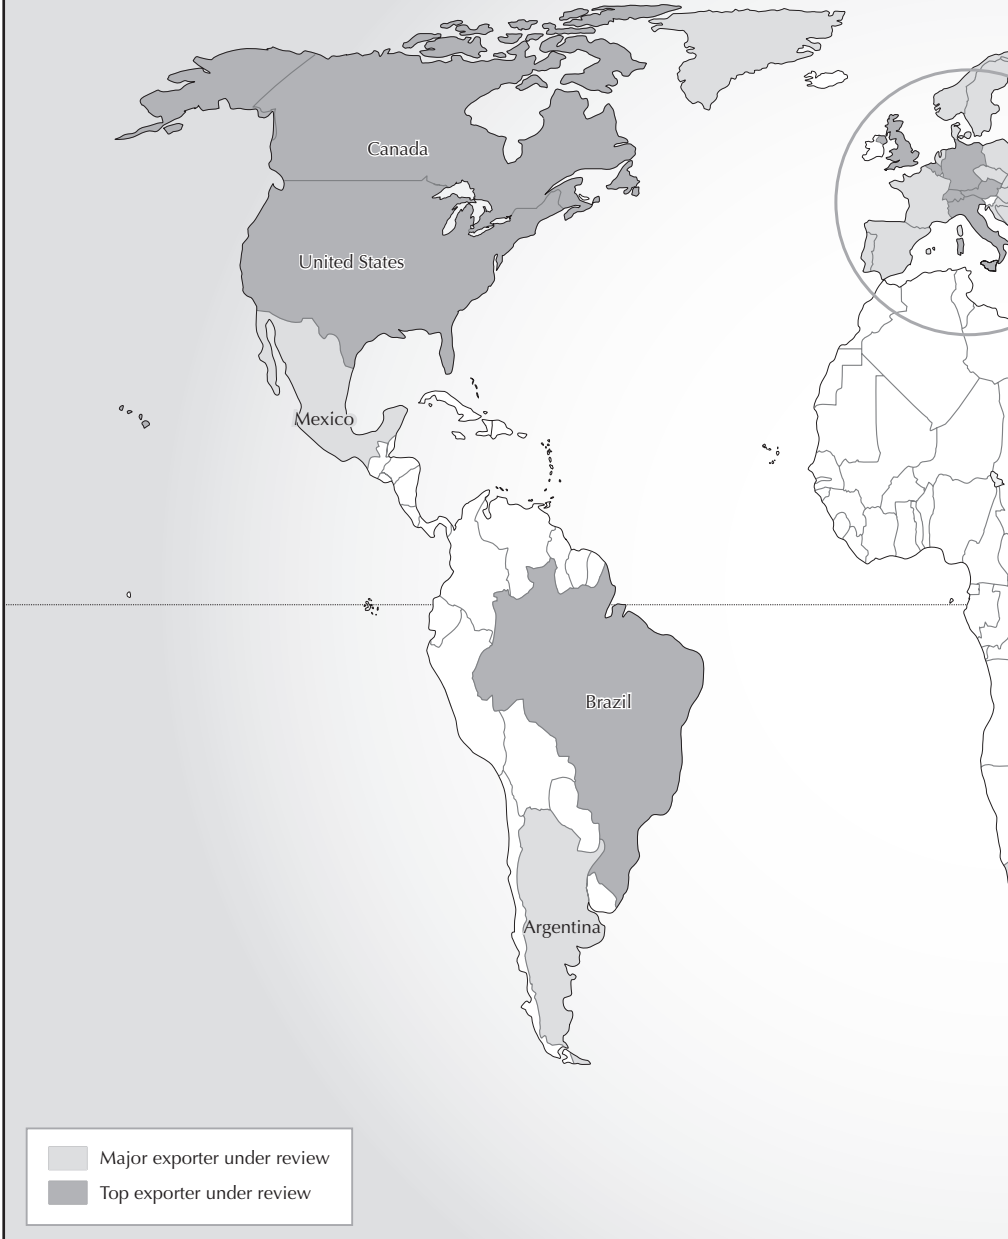 Canada
United States
Mexico
Brazil
Argentina
Major exporter under review
Top exporter under review